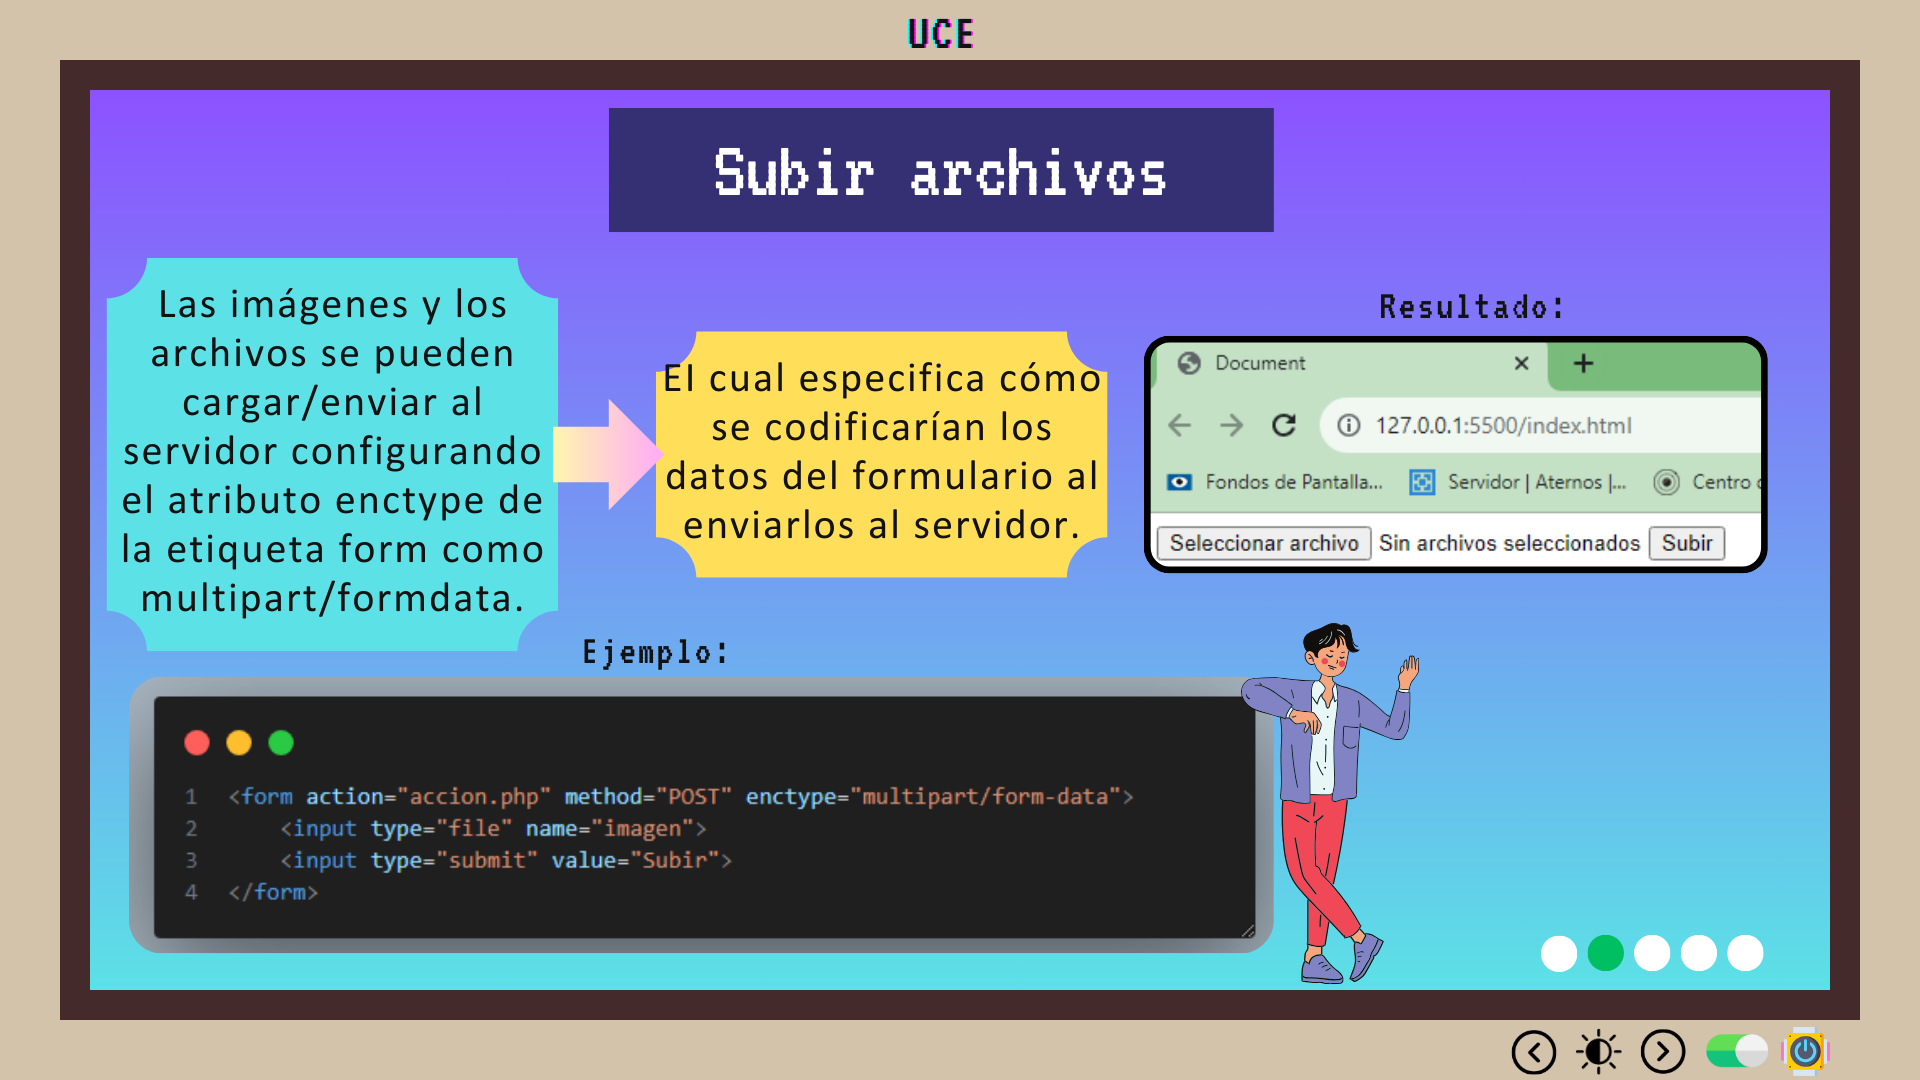 UCE
Subir archivos
Las imágenes y los
archivos se pueden
cargar/enviar al
servidor configurando
el atributo enctype de
la etiqueta form como
multipart/formdata.
El cual especifica cómo
se codificarían los
datos del formulario al
enviarlos al servidor.
Resultado:
Document
127.0.0.1:5500/index.html
Fondos de Pantalla... Servidor | Aternos |... Centro
Seleccionar archivo Sin archivos seleccionados Subir
Ejemplo:
1 <form action="accion.php" method="POST" enctype="multipart/form-data">
2 <input type="file" name="imagen">
3 <input type="submit" value="Subir">
4 </form>